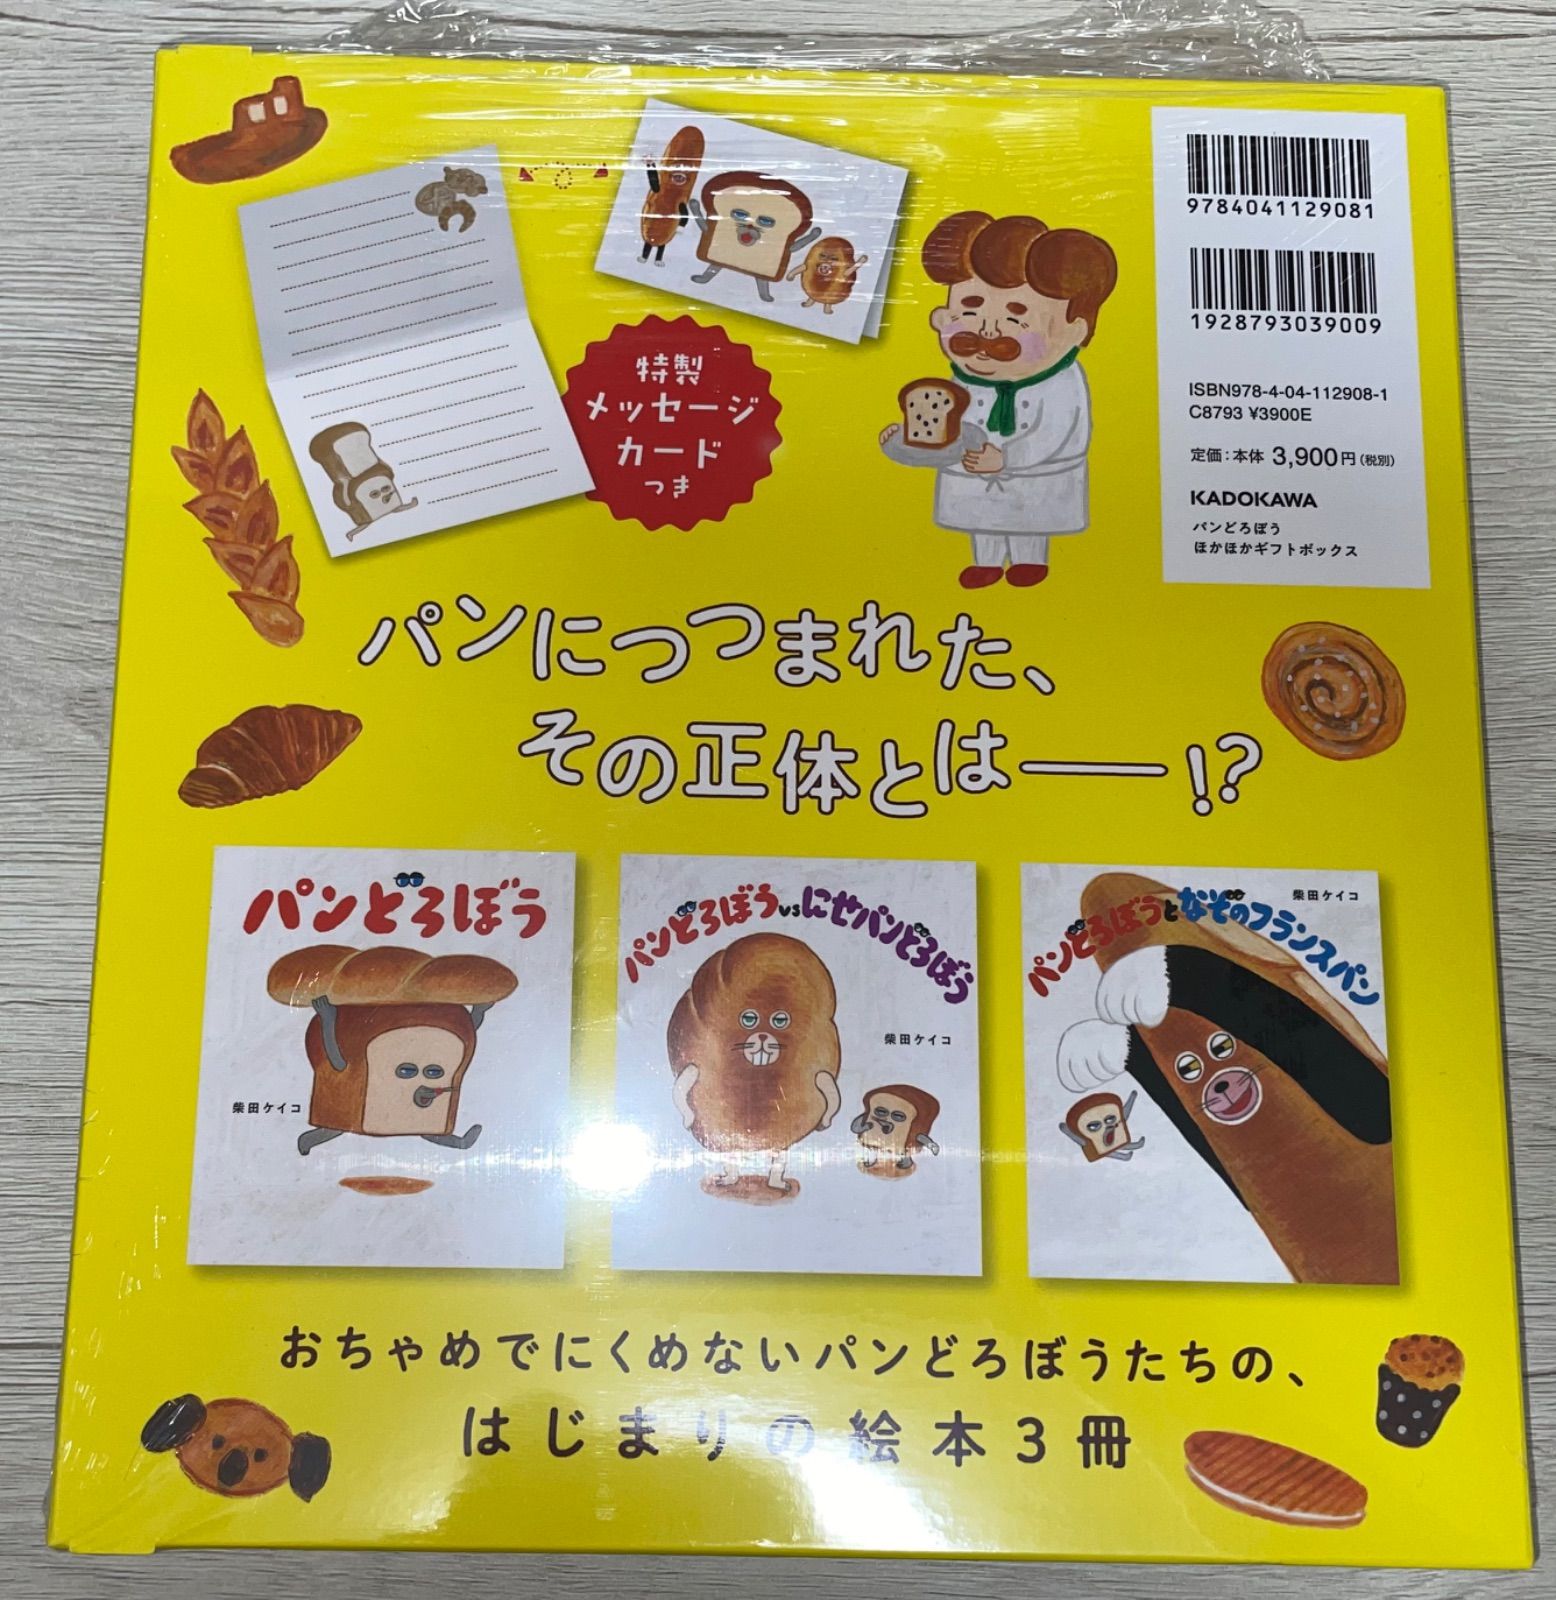 9784041129081
1928793039009
ISBN978-4-04-112908-1
C8793 ¥3900E
定価：本体 3,900円（税別）
KADOKAWA
パンどろぼう
ほかほかギフトボックス
特製
メッセージ
カード
つき
パンにつつまれた、
その正体とは──!?
パンどろぼう
柴田ケイコ
パンどろぼうvsにせパンどろぼう
柴田ケイコ
パンどろぼうとなぞのフランスパン
柴田ケイコ
おちゃめでにくめないパンどろぼうたちの、
はじまりの絵本3冊